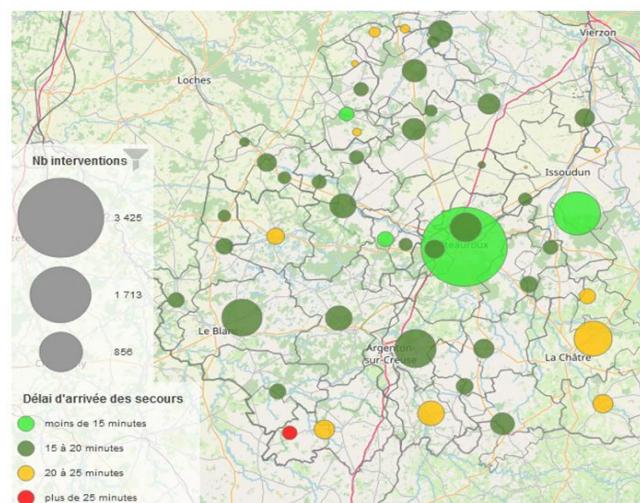 Vierzon
Loches
Nb interventions
Issoudun
3 425
1 713
Le Blanc
856
Argenton-
sur-Creuse
La Châtre
Délai d'arrivée des secours
moins de 15 minutes
15 à 20 minutes
20 à 25 minutes
plus de 25 minutes